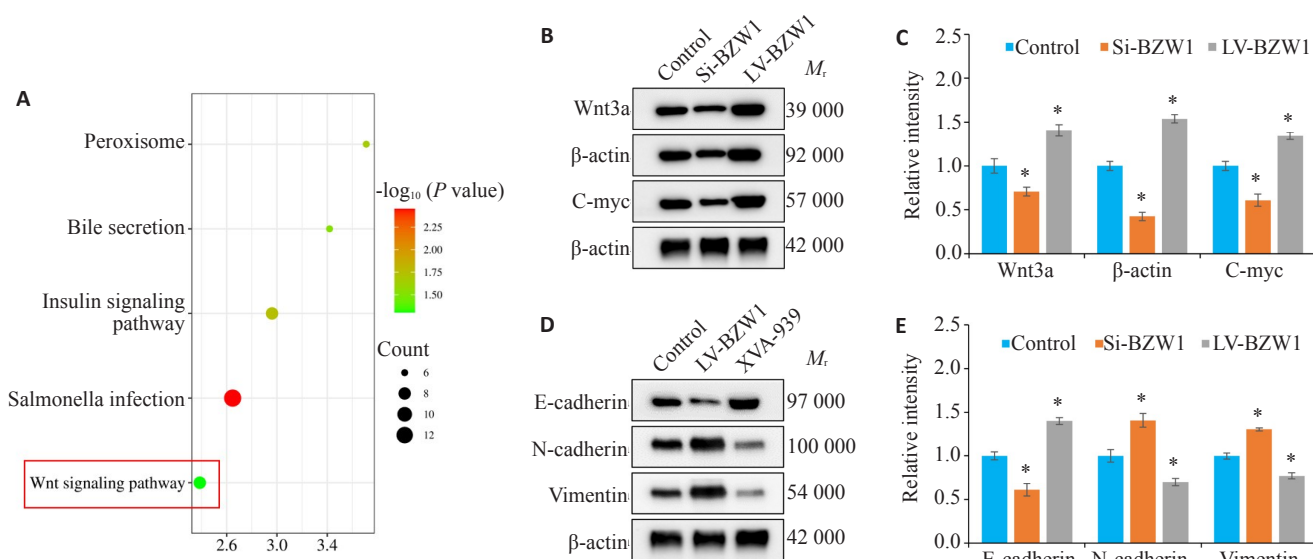 A
Peroxisome
Bile secretion
Insulin signaling
pathway
Salmonella infection
Wnt signaling pathway
2.6 3.0 3.4
-log₁₀ (P value)
2.25
2.00
1.75
1.50
Count
6
8
10
12
B
Control Si-BZW1 LV-BZW1 Mr
Wnt3a 39 000
β-actin 92 000
C-myc 57 000
β-actin 42 000
C
Control Si-BZW1 LV-BZW1
Relative intensity
2.5
2.0
1.5
1.0
0.5
0.0
* * * * * *
Wnt3a β-actin C-myc
D
Control LV-BZW1 XVA-939 Mr
E-cadherin 97 000
N-cadherin 100 000
Vimentin 54 000
β-actin 42 000
E
Control Si-BZW1 LV-BZW1
Relative intensity
2.5
2.0
1.5
1.0
0.5
0.0
* * * * * *
E-cadherin N-cadherin Vimentin